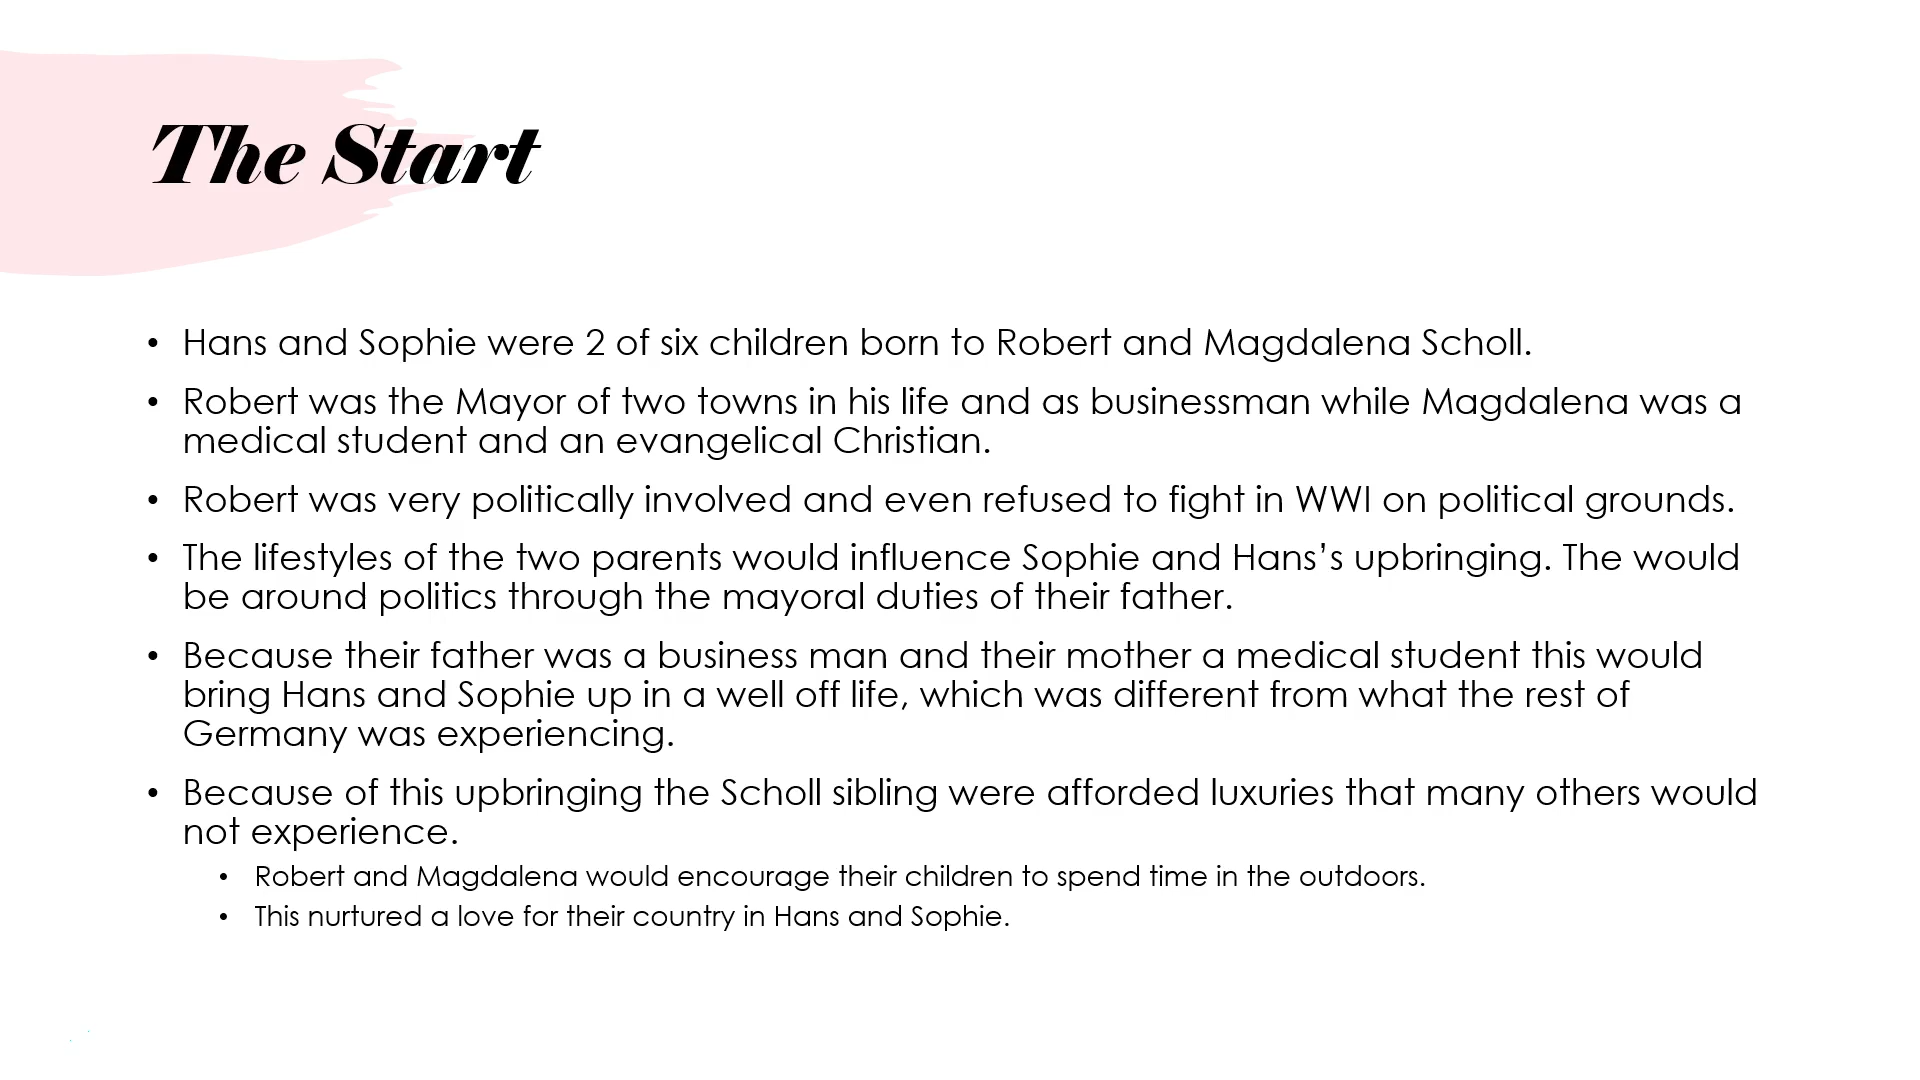 The Start
• Hans and Sophie were 2 of six children born to Robert and Magdalena Scholl.
• Robert was the Mayor of two towns in his life and as businessman while Magdalena was a
medical student and an evangelical Christian.
• Robert was very politically involved and even refused to fight in WWI on political grounds.
• The lifestyles of the two parents would influence Sophie and Hans’s upbringing. The would
be around politics through the mayoral duties of their father.
• Because their father was a business man and their mother a medical student this would
bring Hans and Sophie up in a well off life, which was different from what the rest of
Germany was experiencing.
• Because of this upbringing the Scholl sibling were afforded luxuries that many others would
not experience.
• Robert and Magdalena would encourage their children to spend time in the outdoors.
• This nurtured a love for their country in Hans and Sophie.